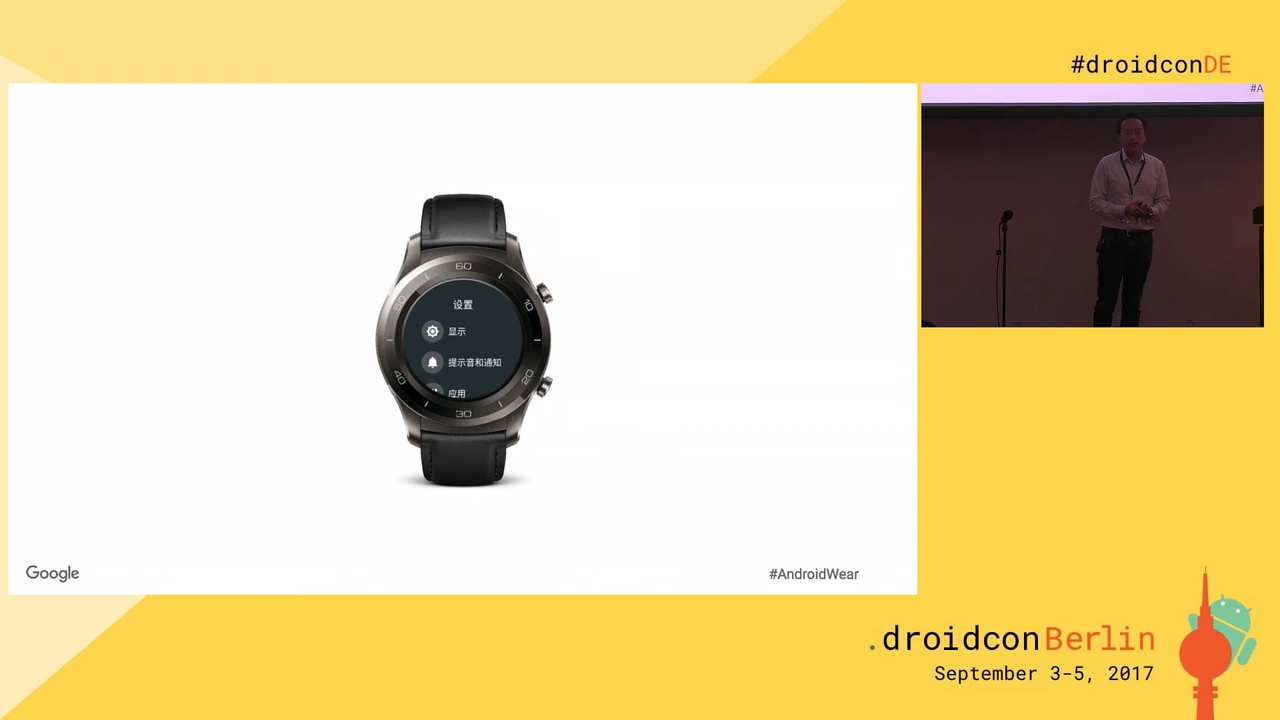 #droidconDE
#A
60
10
20
30
40
50
设置
显示
提示音和通知
应用
Google
#AndroidWear
.droidconBerlin
September 3-5, 2017